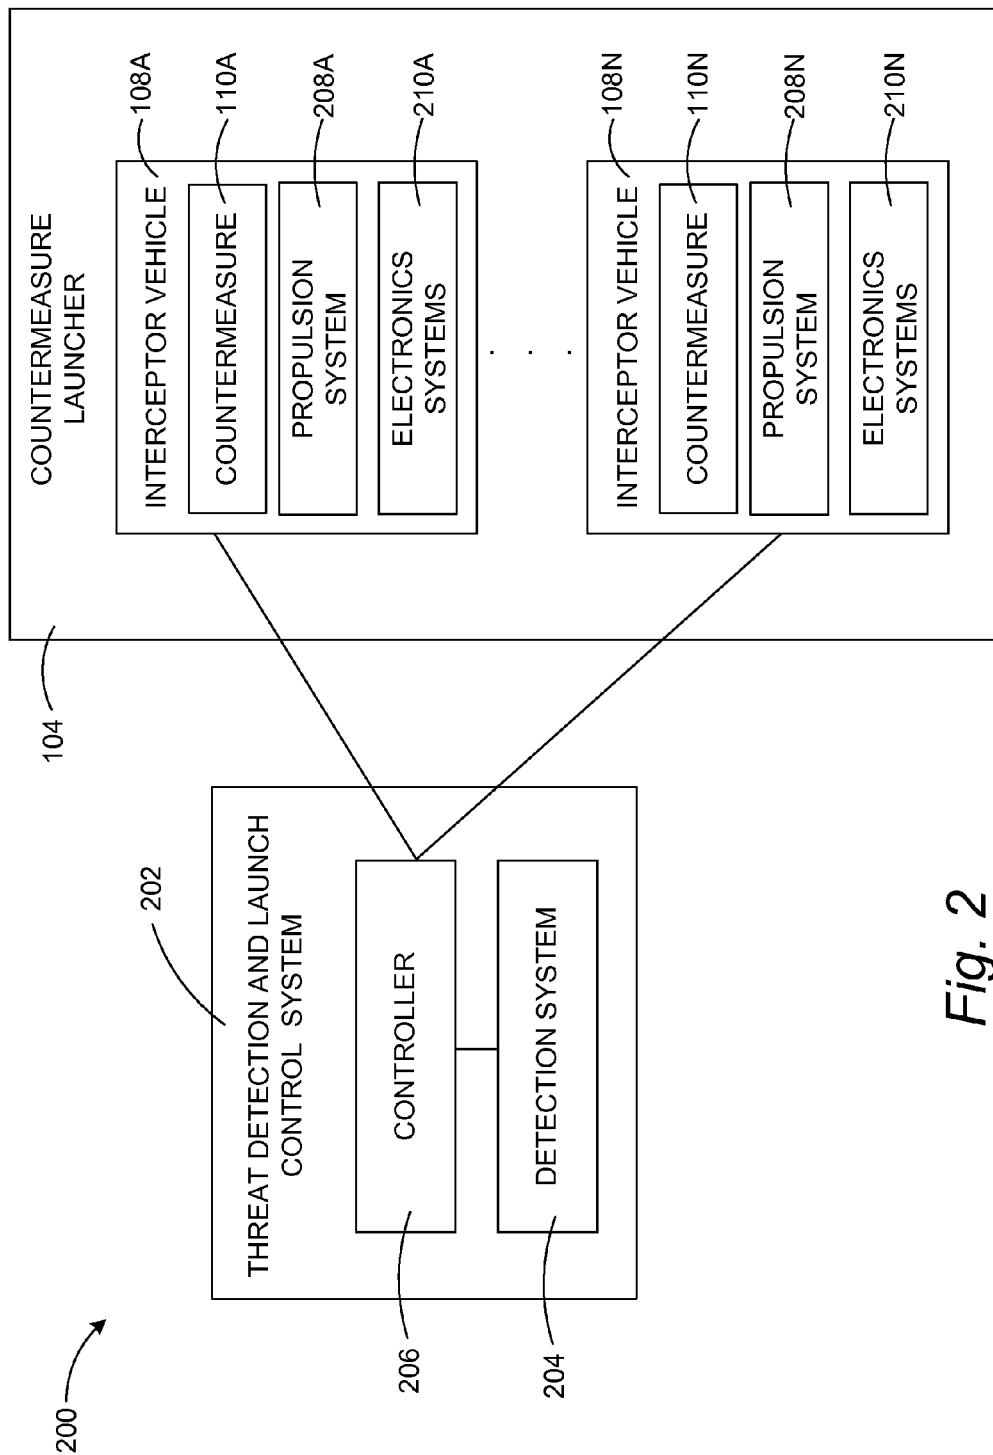 200
THREAT DETECTION AND LAUNCH
CONTROL SYSTEM
202
CONTROLLER
206
DETECTION SYSTEM
204
104
COUNTERMEASURE
LAUNCHER
INTERCEPTOR VEHICLE
108A
COUNTERMEASURE
110A
PROPULSION
SYSTEM
208A
ELECTRONICS
SYSTEMS
210A
. . .
INTERCEPTOR VEHICLE
108N
COUNTERMEASURE
110N
PROPULSION
SYSTEM
208N
ELECTRONICS
SYSTEMS
210N
Fig. 2